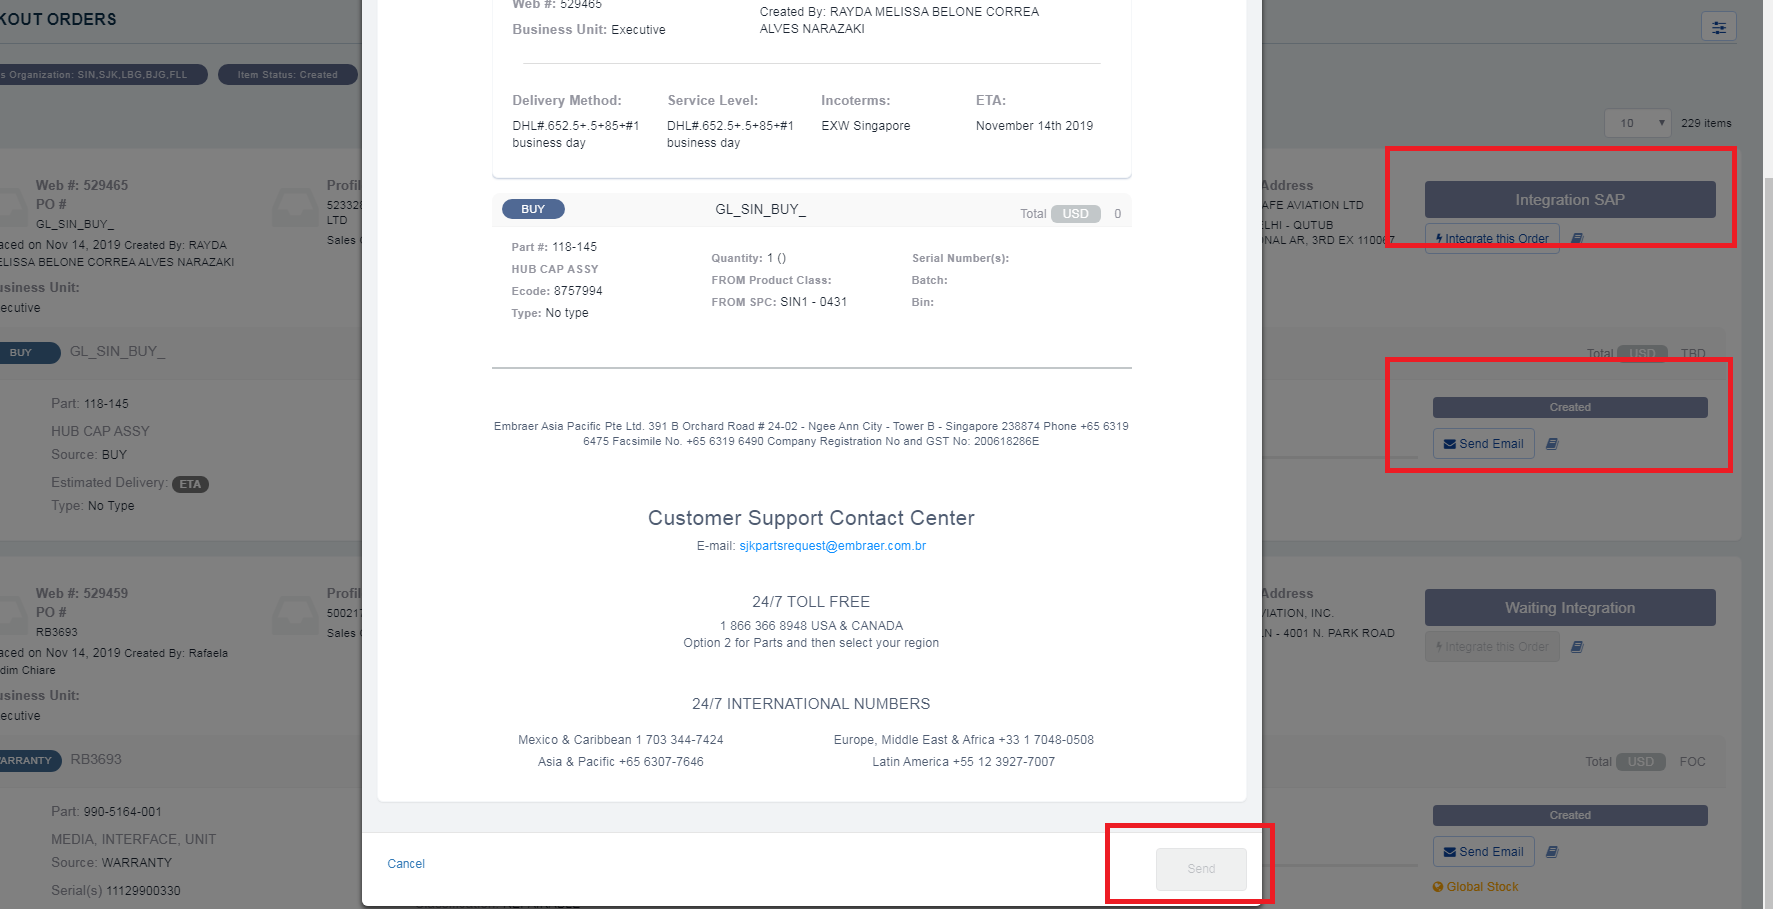 KOUT ORDERS
s Organization: SIN,SJK,LBG,BJG,FLL
Item Status: Created
10
229 items
Web #: 529465
PO #
GL_SIN_BUY_
aced on Nov 14, 2019 Created By: RAYDA
ELISSA BELONE CORREA ALVES NARAZAKI
usiness Unit:
ecutive
Profil
523328
LTD
Sales
BUY
GL_SIN_BUY_
Part: 118-145
HUB CAP ASSY
Source: BUY
Estimated Delivery: ETA
Type: No Type
Web #: 529459
PO #
RB3693
aced on Nov 14, 2019 Created By: Rafaela
dim Chiare
usiness Unit:
ecutive
Profil
500217
Sales
ARRANTY
RB3693
Part: 990-5164-001
MEDIA, INTERFACE, UNIT
Source: WARRANTY
Serial(s) 11129900330
Web #: 529465
Business Unit: Executive
Created By: RAYDA MELISSA BELONE CORREA
ALVES NARAZAKI
Delivery Method:
DHL#.652.5+.5+85+#1
business day
Service Level:
DHL#.652.5+.5+85+#1
business day
Incoterms:
EXW Singapore
ETA:
November 14th 2019
BUY
GL_SIN_BUY_
Total USD 0
Part #: 118-145
HUB CAP ASSY
Ecode: 8757994
Type: No type
Quantity: 1 ()
FROM Product Class:
FROM SPC: SIN1 - 0431
Serial Number(s):
Batch:
Bin:
Embraer Asia Pacific Pte Ltd. 391 B Orchard Road # 24-02 - Ngee Ann City - Tower B - Singapore 238874 Phone +65 6319
6475 Facsimile No. +65 6319 6490 Company Registration No and GST No: 200618286E
Customer Support Contact Center
E-mail: sjkpartsrequest@embraer.com.br
24/7 TOLL FREE
1 866 366 8948 USA & CANADA
Option 2 for Parts and then select your region
24/7 INTERNATIONAL NUMBERS
Mexico & Caribbean 1 703 344-7424
Europe, Middle East & Africa +33 1 7048-0508
Asia & Pacific +65 6307-7646
Latin America +55 12 3927-7007
Cancel
Send
Address
AFE AVIATION LTD
ELHI - QUTUB
ONAL AR, 3RD EX 110067
Integration SAP
Integrate this Order
Total USD TBD
Created
Send Email
Address
VIATION, INC.
LN - 4001 N. PARK ROAD
Waiting Integration
Integrate this Order
Total USD FOC
Created
Send Email
Global Stock